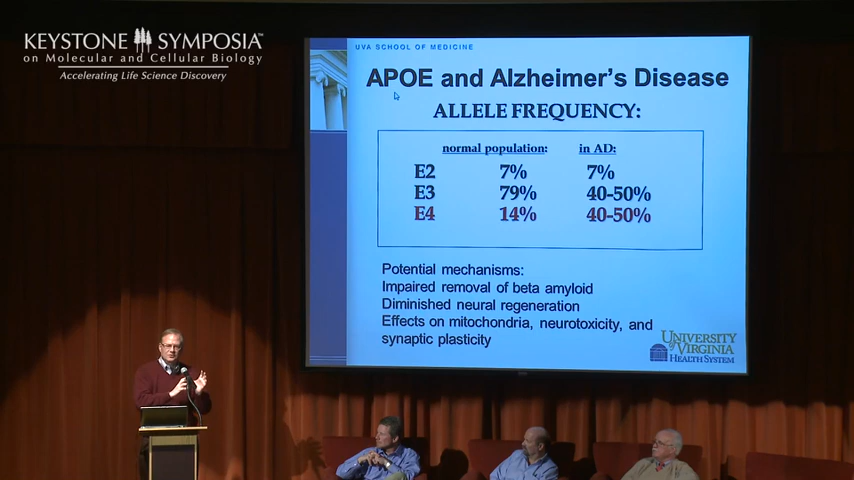 KEYSTONE SYMPOSIA™
on Molecular and Cellular Biology
Accelerating Life Science Discovery
UVA SCHOOL OF MEDICINE
APOE and Alzheimer's Disease
ALLELE FREQUENCY:
normal population: in AD:
E2 7% 7%
E3 79% 40-50%
E4 14% 40-50%
Potential mechanisms:
Impaired removal of beta amyloid
Diminished neural regeneration
Effects on mitochondria, neurotoxicity, and
synaptic plasticity
UNIVERSITY
of VIRGINIA
HEALTH SYSTEM